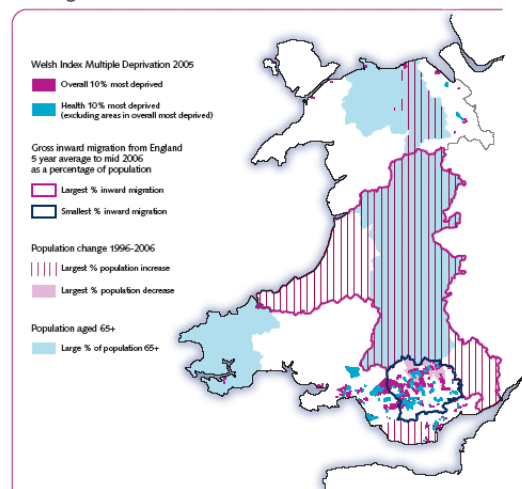 Welsh Index Multiple Deprivation 2005
Overall 10% most deprived
Health 10% most deprived
(excluding areas in overall most deprived)
Gross inward migration from England
5 year average to mid 2006
as a percentage of population
Largest % inward migration
Smallest % inward migration
Population change 1996-2006
Largest % population increase
Largest % population decrease
Population aged 65+
Large % of population 65+